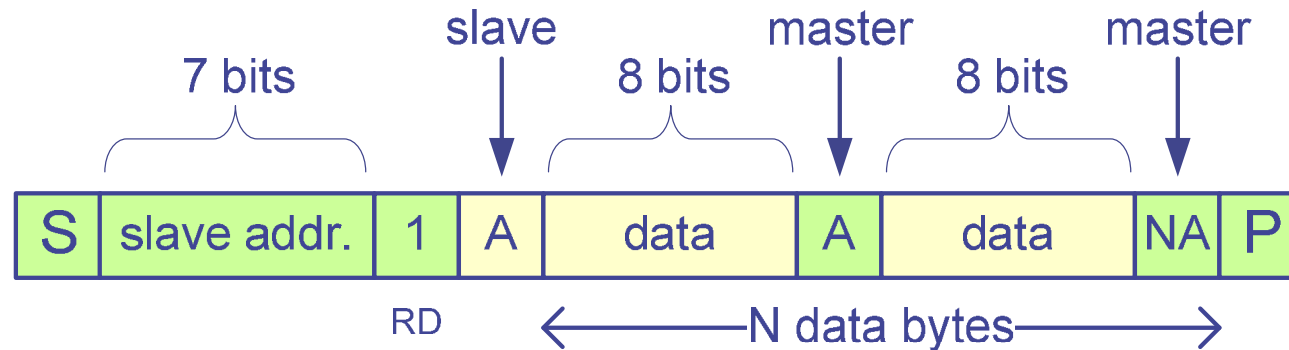 slave master master
7 bits 8 bits 8 bits
S slave addr. 1 A data A data NA P
RD N data bytes